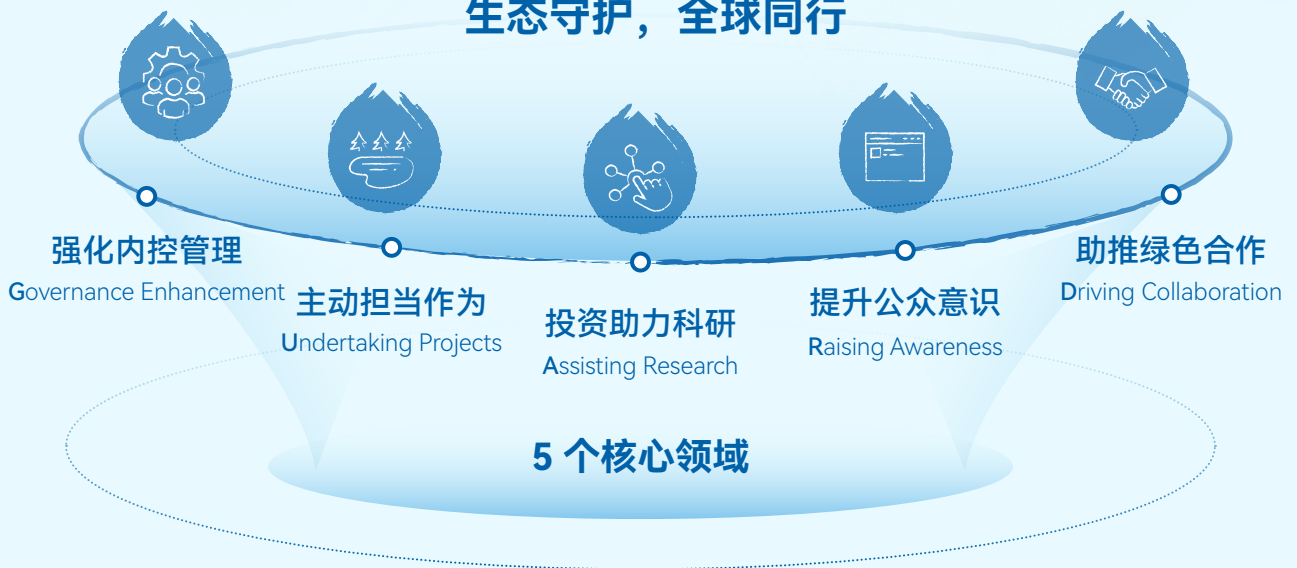 生态守护，全球同行
强化内控管理
Governance Enhancement
主动担当作为
Undertaking Projects
投资助力科研
Assisting Research
提升公众意识
Raising Awareness
助推绿色合作
Driving Collaboration
5 个核心领域